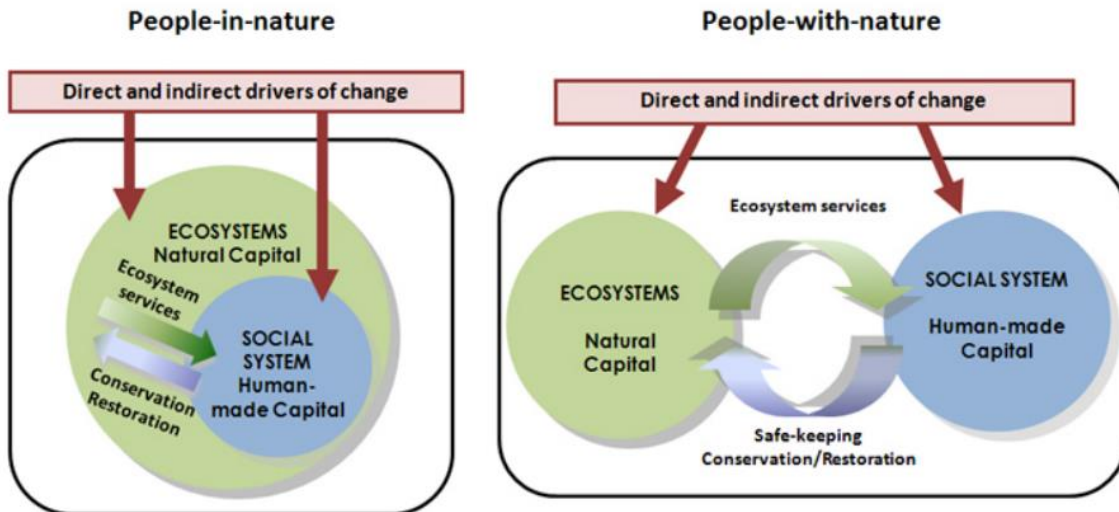 People-in-nature
Direct and indirect drivers of change
ECOSYSTEMS
Natural Capital
Ecosystem
services
SOCIAL
SYSTEM
Human-
made Capital
Conservation
Restoration
People-with-nature
Direct and indirect drivers of change
Ecosystem services
ECOSYSTEMS
Natural
Capital
SOCIAL SYSTEM
Human-made
Capital
Safe-keeping
Conservation/Restoration